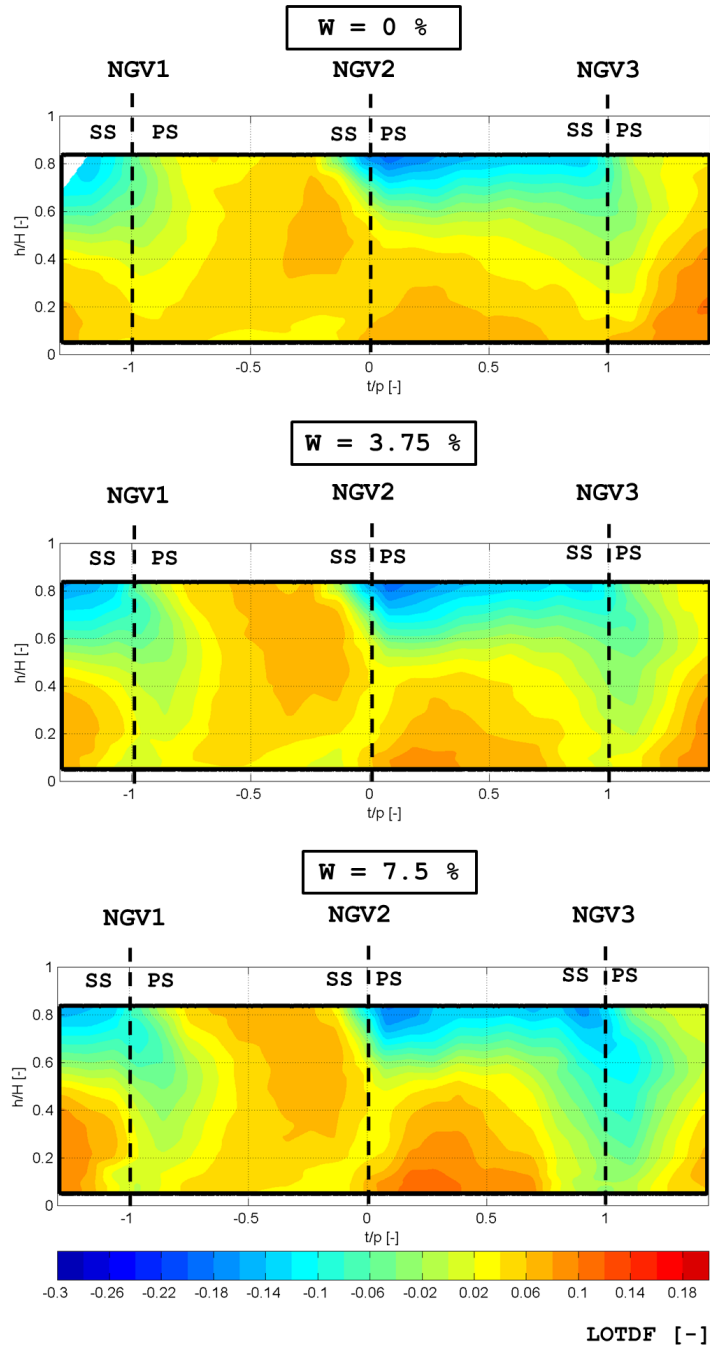 W = 0 %
NGV1 NGV2 NGV3
SS PS SS PS SS PS
1
0.8
0.6
0.4
0.2
0
h/H [-]
-1 -0.5 0 0.5 1
t/p [-]
W = 3.75 %
NGV1 NGV2 NGV3
SS PS SS PS SS PS
1
0.8
0.6
0.4
0.2
0
h/H [-]
-1 -0.5 0 0.5 1
t/p [-]
W = 7.5 %
NGV1 NGV2 NGV3
SS PS SS PS SS PS
1
0.8
0.6
0.4
0.2
0
h/H [-]
-1 -0.5 0 0.5 1
t/p [-]
-0.3 -0.26 -0.22 -0.18 -0.14 -0.1 -0.06 -0.02 0.02 0.06 0.1 0.14 0.18
LOTDF [-]